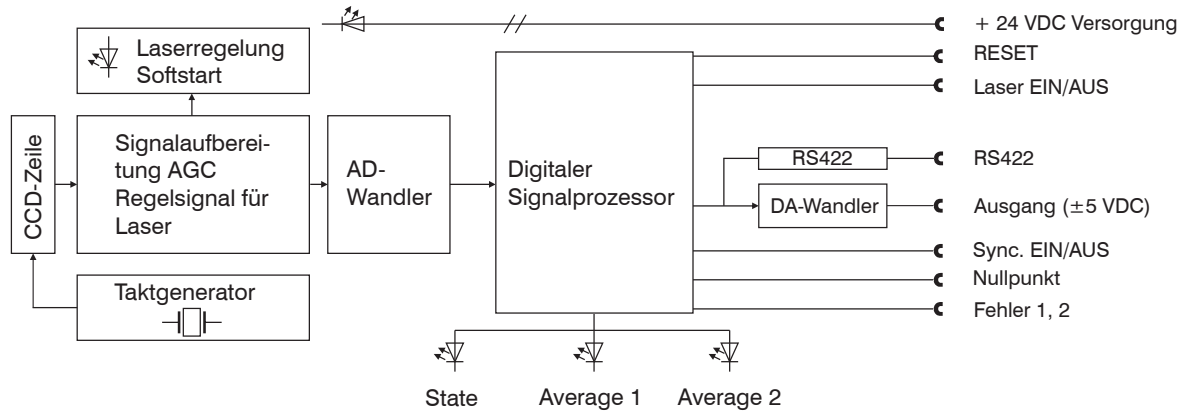 + 24 VDC Versorgung
RESET
Laser EIN/AUS
Laserregelung
Softstart
CCD-Zeile
Signalaufberei-
tung AGC
Regelsignal für
Laser
AD-
Wandler
Digitaler
Signalprozessor
RS422
RS422
DA-Wandler
Ausgang (±5 VDC)
Sync. EIN/AUS
Nullpunkt
Fehler 1, 2
Taktgenerator
State
Average 1
Average 2